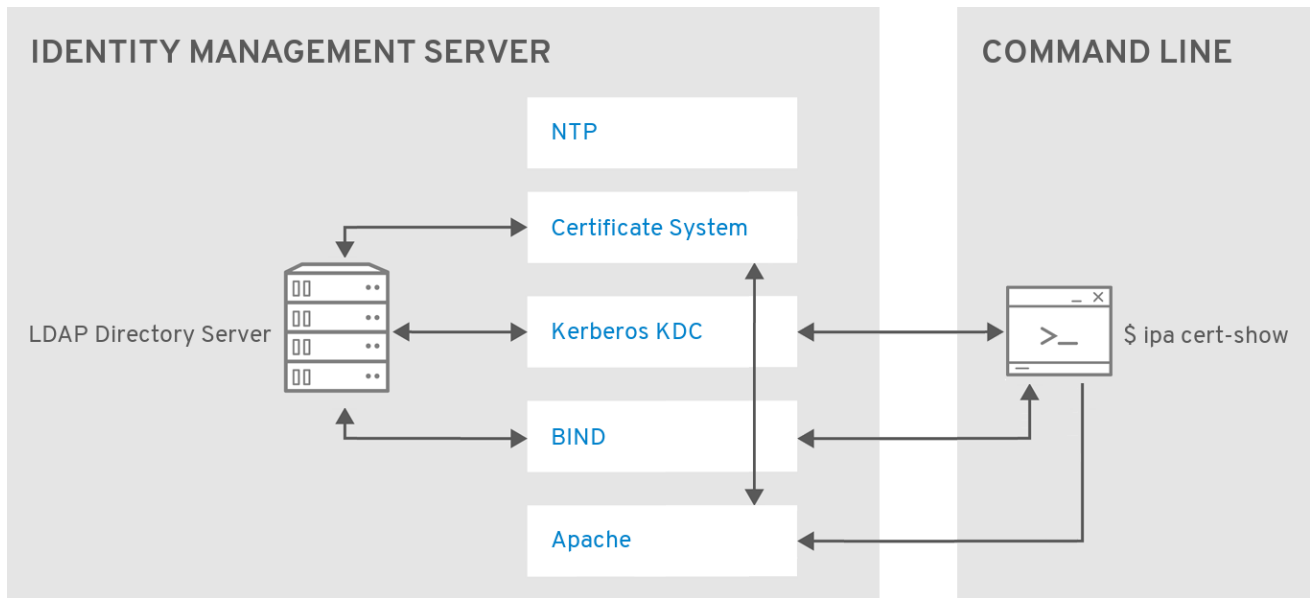 IDENTITY MANAGEMENT SERVER
COMMAND LINE
NTP
Certificate System
LDAP Directory Server
Kerberos KDC
>_
$ ipa cert-show
BIND
Apache